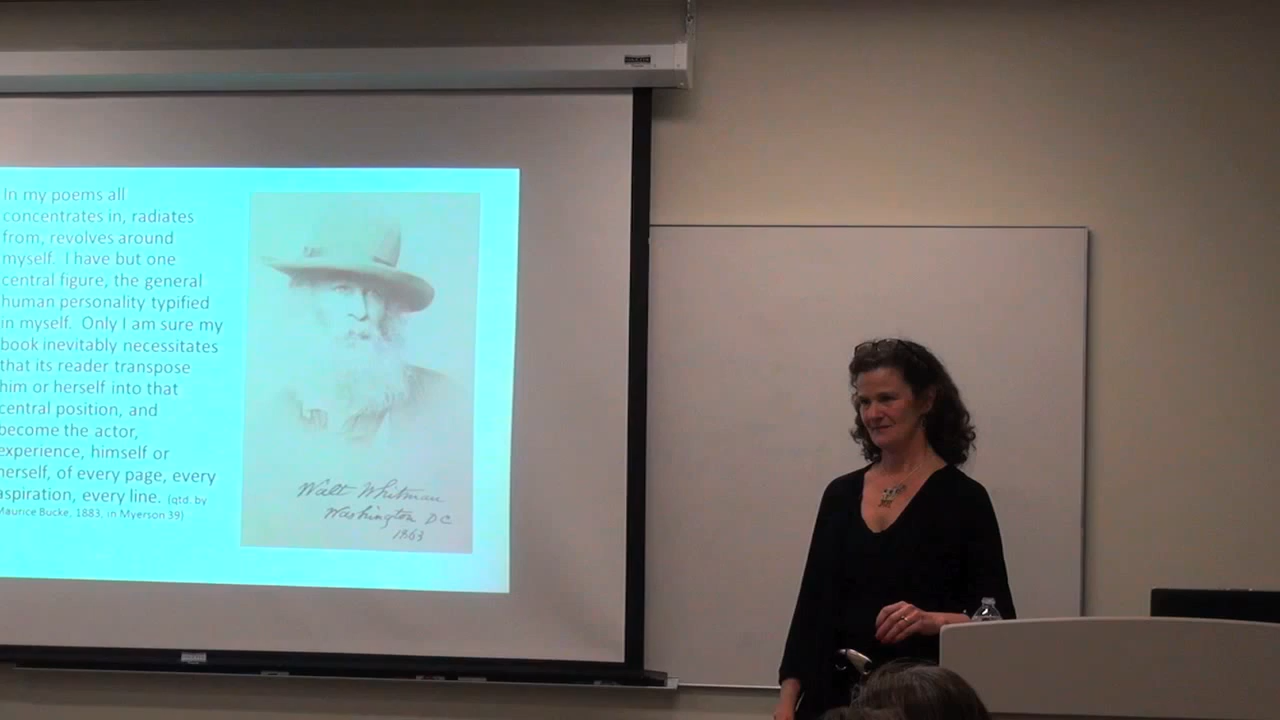 In my poems all
concentrates in, radiates
from, revolves around
myself. I have but one
central figure, the general
human personality typified
in myself. Only I am sure my
book inevitably necessitates
that its reader transpose
him or herself into that
central position, and
become the actor,
experience, himself or
herself, of every page, every
aspiration, every line. (qtd. by
Maurice Bucke, 1883, in Myerson 39)
Walt Whitman
Washington DC
1863